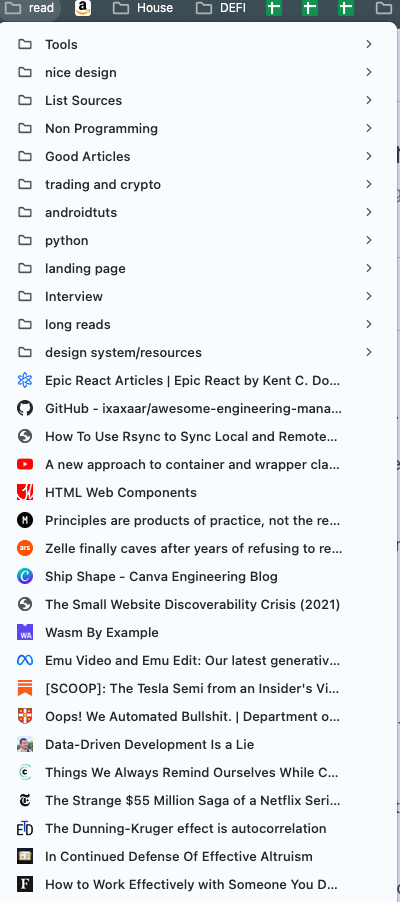 read
House
DEFI
Tools
nice design
List Sources
Non Programming
Good Articles
trading and crypto
androidtuts
python
landing page
Interview
long reads
design system/resources
Epic React Articles | Epic React by Kent C. Do...
GitHub - ixaxaar/awesome-engineering-mana...
How To Use Rsync to Sync Local and Remote...
A new approach to container and wrapper cla...
HTML Web Components
M
Principles are products of practice, not the re...
ars
Zelle finally caves after years of refusing to re...
Ship Shape - Canva Engineering Blog
The Small Website Discoverability Crisis (2021)
WA
Wasm By Example
Emu Video and Emu Edit: Our latest generativ...
[SCOOP]: The Tesla Semi from an Insider's Vi...
Oops! We Automated Bullshit. | Department o...
Data-Driven Development Is a Lie
Things We Always Remind Ourselves While C...
The Strange $55 Million Saga of a Netflix Seri...
ETD
The Dunning-Kruger effect is autocorrelation
In Continued Defense Of Effective Altruism
F
How to Work Effectively with Someone You D...